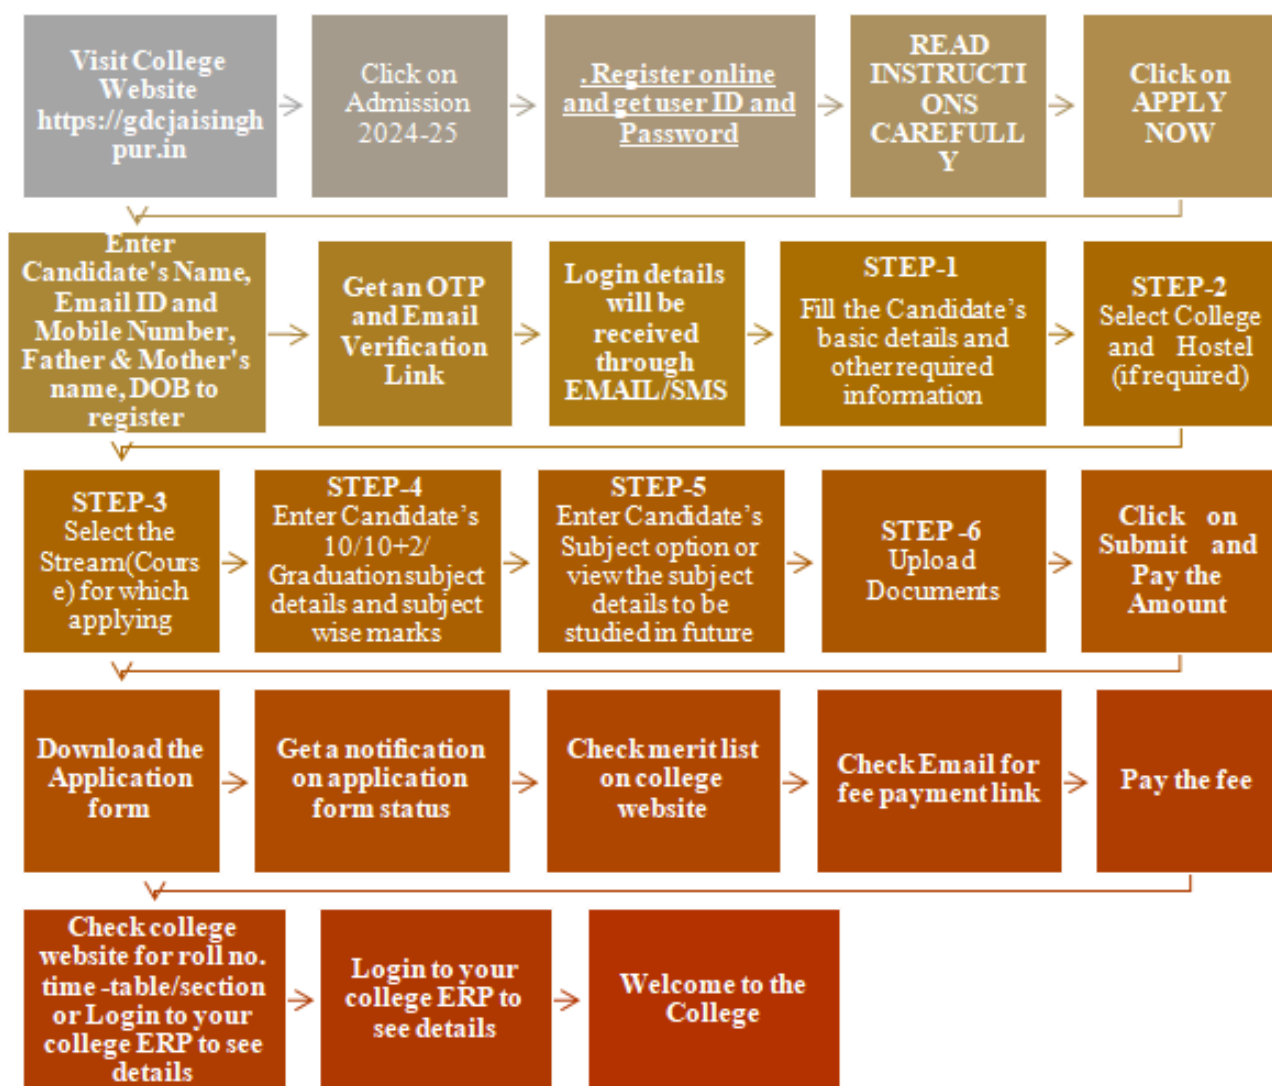 Visit College
Website
https://gdcjaisingh
pur.in
Click on
Admission
2024-25
. Register online
and get user ID and
Password
READ
INSTRUCTI
ONS
CAREFULL
Y
Click on
APPLY
NOW
Enter
Candidate's Name,
Email ID and
Mobile Number,
Father & Mother's
name, DOB to
register
Get an OTP
and Email
Verification
Link
Login details
will be
received
through
EMAIL/SMS
STEP-1
Fill the Candidate’s
basic details and
other required
information
STEP-2
Select College
and Hostel
(if required)
STEP-3
Select the
Stream(Cours
e) for which
applying
STEP-4
Enter Candidate’s
10/10+2/
Graduation subject
details and subject
wise marks
STEP-5
Enter Candidate’s
Subject option or
view the subject
details to be
studied in future
STEP -6
Upload
Documents
Click on
Submit and
Pay the
Amount
Download the
Application
form
Get a notification
on application
form status
Check merit list
on college
website
Check Email for
fee payment link
Pay the fee
Check college
website for roll no.
time -table/section
or Login to your
college ERP to see
details
Login to your
college ERP to
see details
Welcome to the
College